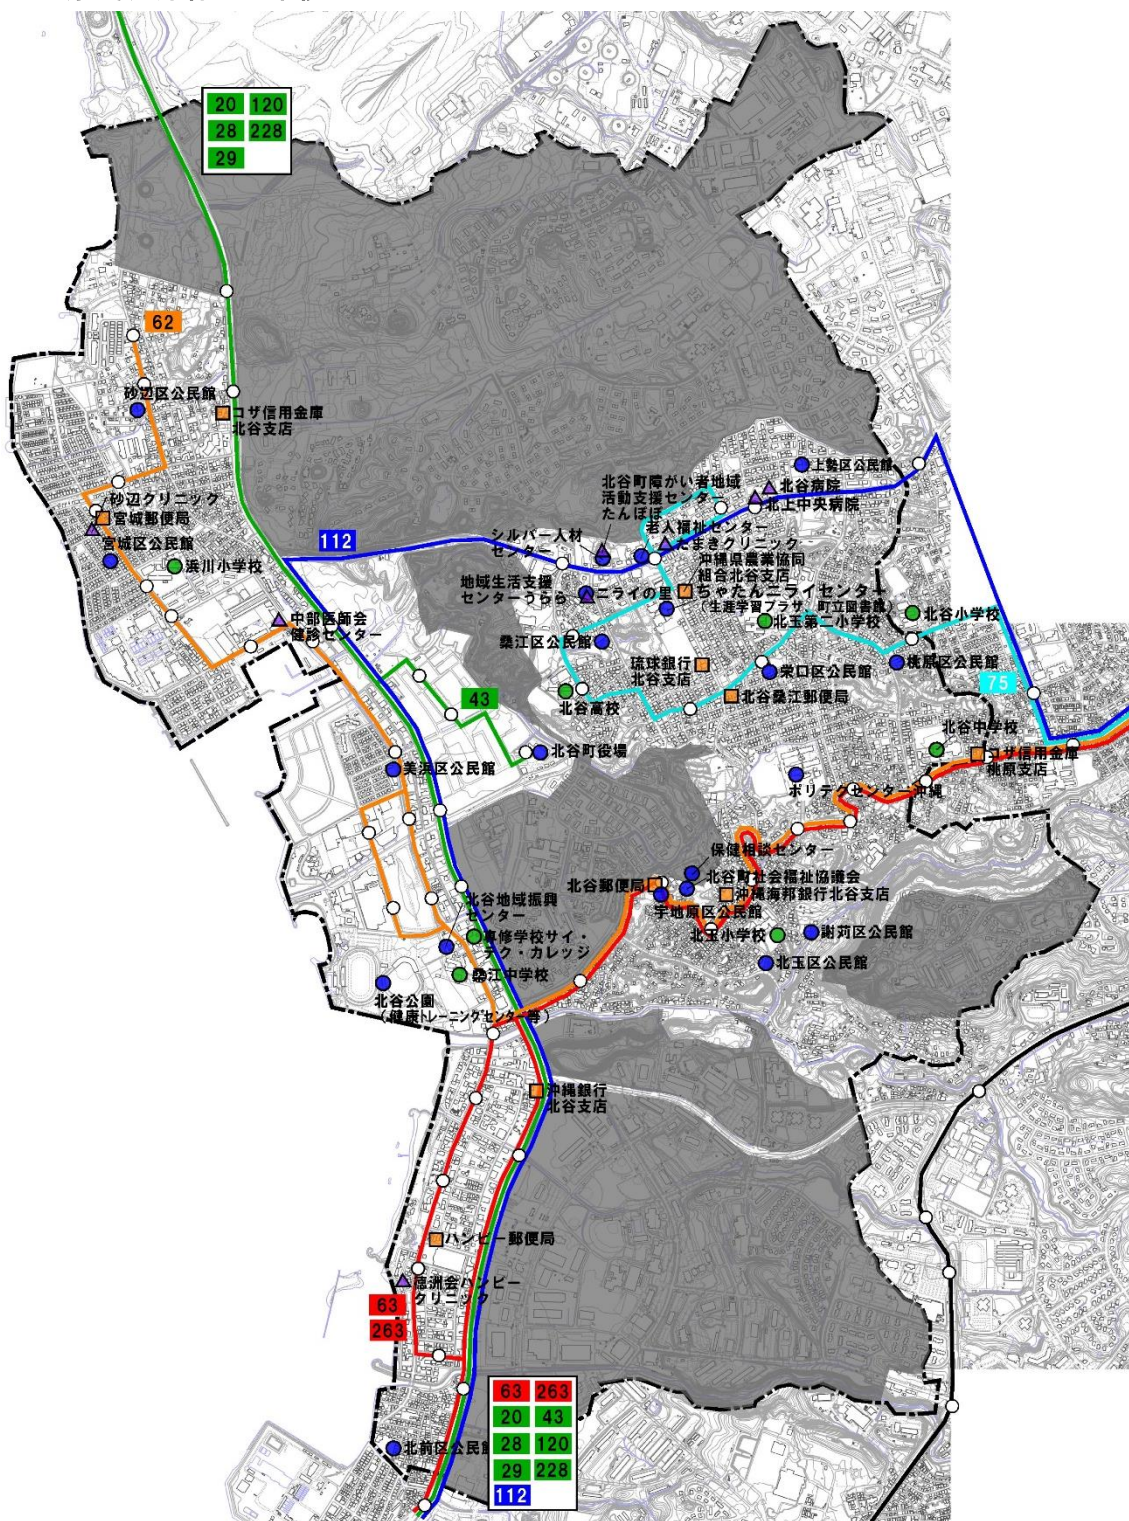 20 120
28 228
29
62
砂辺区公民館
コザ信用金庫
北谷支店
砂辺クリニック
宮城郵便局
宮城区公民館
浜川小学校
中部医師会
健診センター
112
北谷町障がい者地域
活動支援センター
たんぽぽ
シルバー人材
センター
老人福祉センター
たまきクリニック
上勢区公民館
北谷病院
北上中央病院
沖縄県農業協同
組合北谷支店
地域生活支援
センターうらら
ニライの里
ちゃたんニライセンター
(生涯学習プラザ、町立図書館)
北玉第二小学校
北谷小学校
桑江区公民館
琉球銀行
北谷支店
栄口区公民館
桃原区公民館
75
北谷高校
北谷桑江郵便局
43
北谷町役場
北谷中学校
コザ信用金庫
桃原支店
美浜区公民館
ポリテクセンター沖縄
保健相談センター
北谷町社会福祉協議会
北谷郵便局
沖縄海邦銀行北谷支店
宇地原区公民館
北谷地域振興
センター
専修学校サイ・
テク・カレッジ
北玉小学校
謝苅区公民館
北玉区公民館
桑江中学校
北谷公園
(健康トレーニングセンター等)
沖縄銀行
北谷支店
ハンビー郵便局
徳洲会ハンビー
クリニック
63
263
63 263
20 43
28 120
29 228
112
北前区公民館